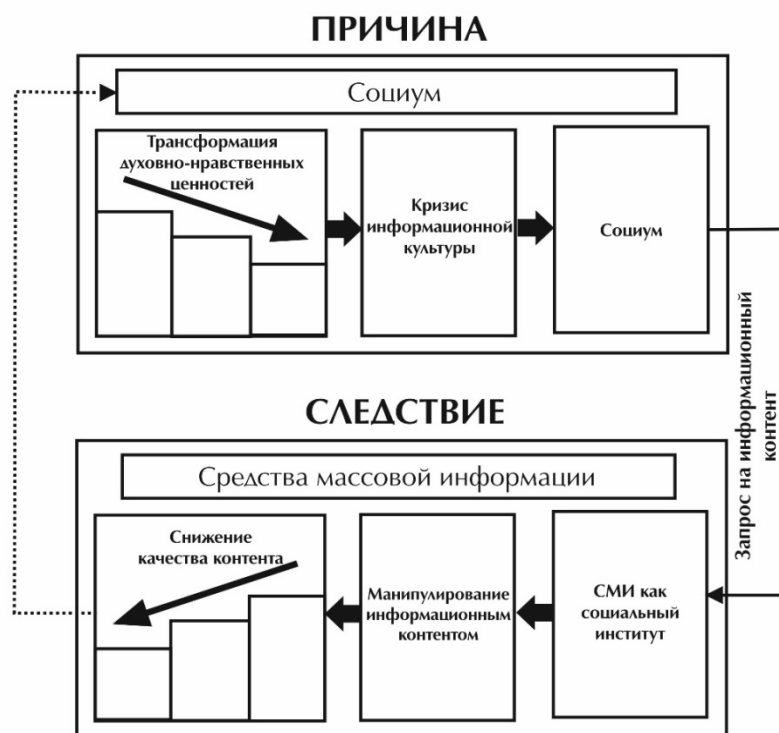 ПРИЧИНА
Социум
Трансформация
духовно-нравственных
ценностей
Кризис
информационной
культуры
Социум
Запрос на информационный
контент
СЛЕДСТВИЕ
Средства массовой информации
Снижение
качества контента
Манипулирование
информационным
контентом
СМИ как
социальный
институт